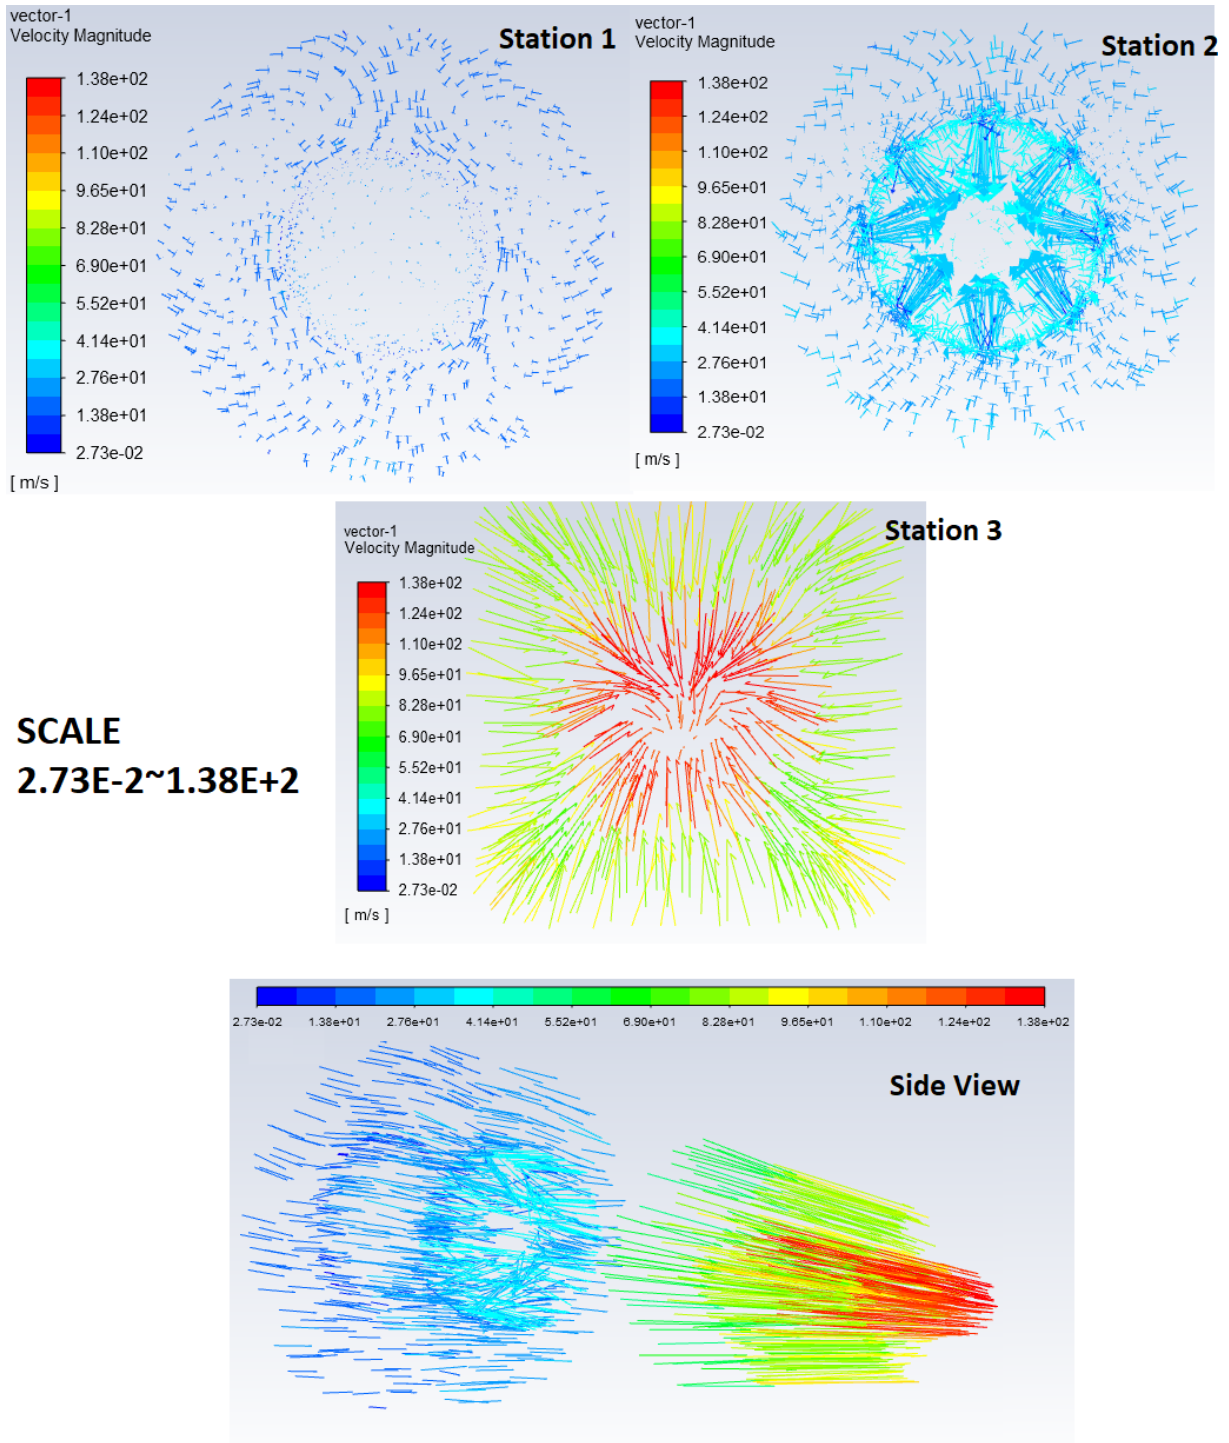 vector-1
Velocity Magnitude
Station 1
1.38e+02
1.24e+02
1.10e+02
9.65e+01
8.28e+01
6.90e+01
5.52e+01
4.14e+01
2.76e+01
1.38e+01
2.73e-02
[ m/s ]
vector-1
Velocity Magnitude
Station 2
1.38e+02
1.24e+02
1.10e+02
9.65e+01
8.28e+01
6.90e+01
5.52e+01
4.14e+01
2.76e+01
1.38e+01
2.73e-02
[ m/s ]
vector-1
Velocity Magnitude
Station 3
1.38e+02
1.24e+02
1.10e+02
9.65e+01
8.28e+01
6.90e+01
5.52e+01
4.14e+01
2.76e+01
1.38e+01
2.73e-02
[ m/s ]
SCALE
2.73E-2~1.38E+2
2.73e-02 1.38e+01 2.76e+01 4.14e+01 5.52e+01 6.90e+01 8.28e+01 9.65e+01 1.10e+02 1.24e+02 1.38e+02
Side View